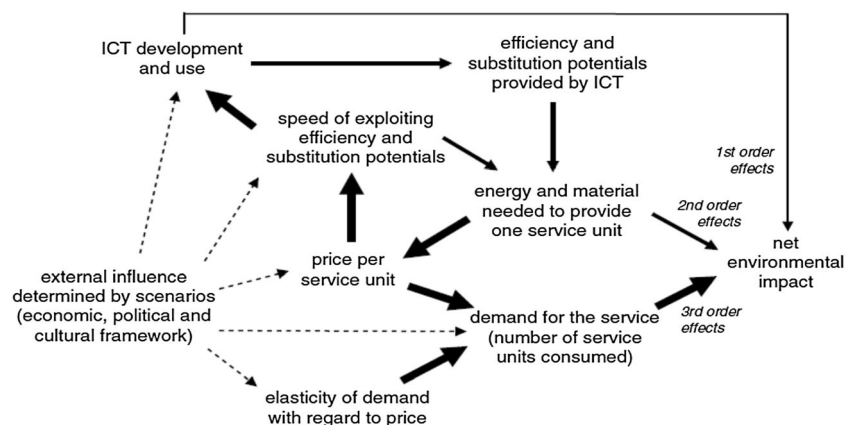 ICT development
and use
efficiency and
substitution potentials
provided by ICT
speed of exploiting
efficiency and
substitution potentials
1st order
effects
energy and material
needed to provide
one service unit
2nd order
effects
net
environmental
impact
price per
service unit
external influence
determined by scenarios
(economic, political and
cultural framework)
demand for the service
(number of service
units consumed)
3rd order
effects
elasticity of demand
with regard to price